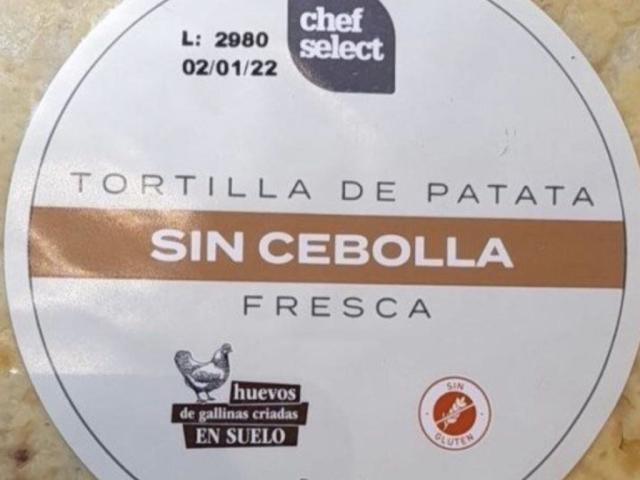 L: 2980
02/01/22
chef
select
TORTILLA DE PATATA
SIN CEBOLLA
FRESCA
huevos
de gallinas criadas
EN SUELO
SIN
GLUTEN